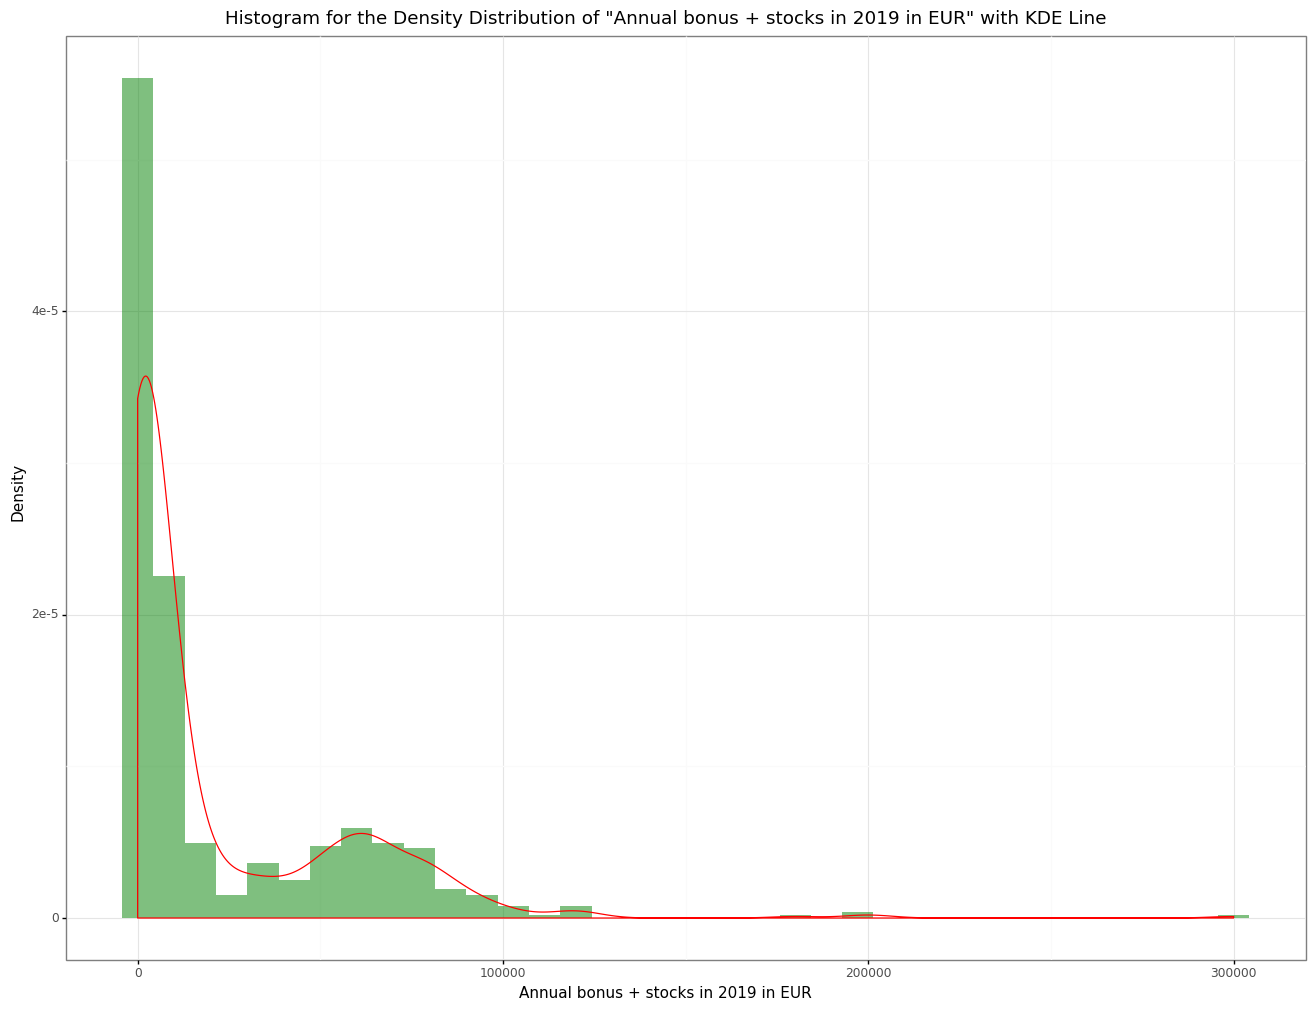 Histogram for the Density Distribution of "Annual bonus + stocks in 2019 in EUR" with KDE Line
Density
4e-5
2e-5
0
0
100000
200000
300000
Annual bonus + stocks in 2019 in EUR